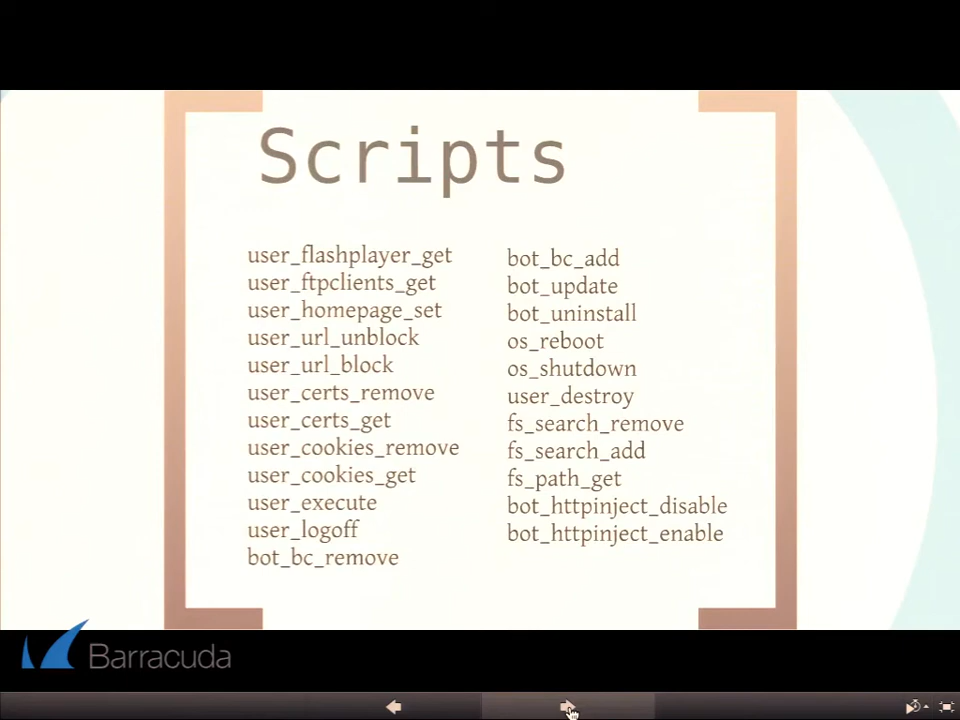 Scripts
user_flashplayer_get
user_ftpclients_get
user_homepage_set
user_url_unblock
user_url_block
user_certs_remove
user_certs_get
user_cookies_remove
user_cookies_get
user_execute
user_logoff
bot_bc_remove
bot_bc_add
bot_update
bot_uninstall
os_reboot
os_shutdown
user_destroy
fs_search_remove
fs_search_add
fs_path_get
bot_httpinject_disable
bot_httpinject_enable
Barracuda